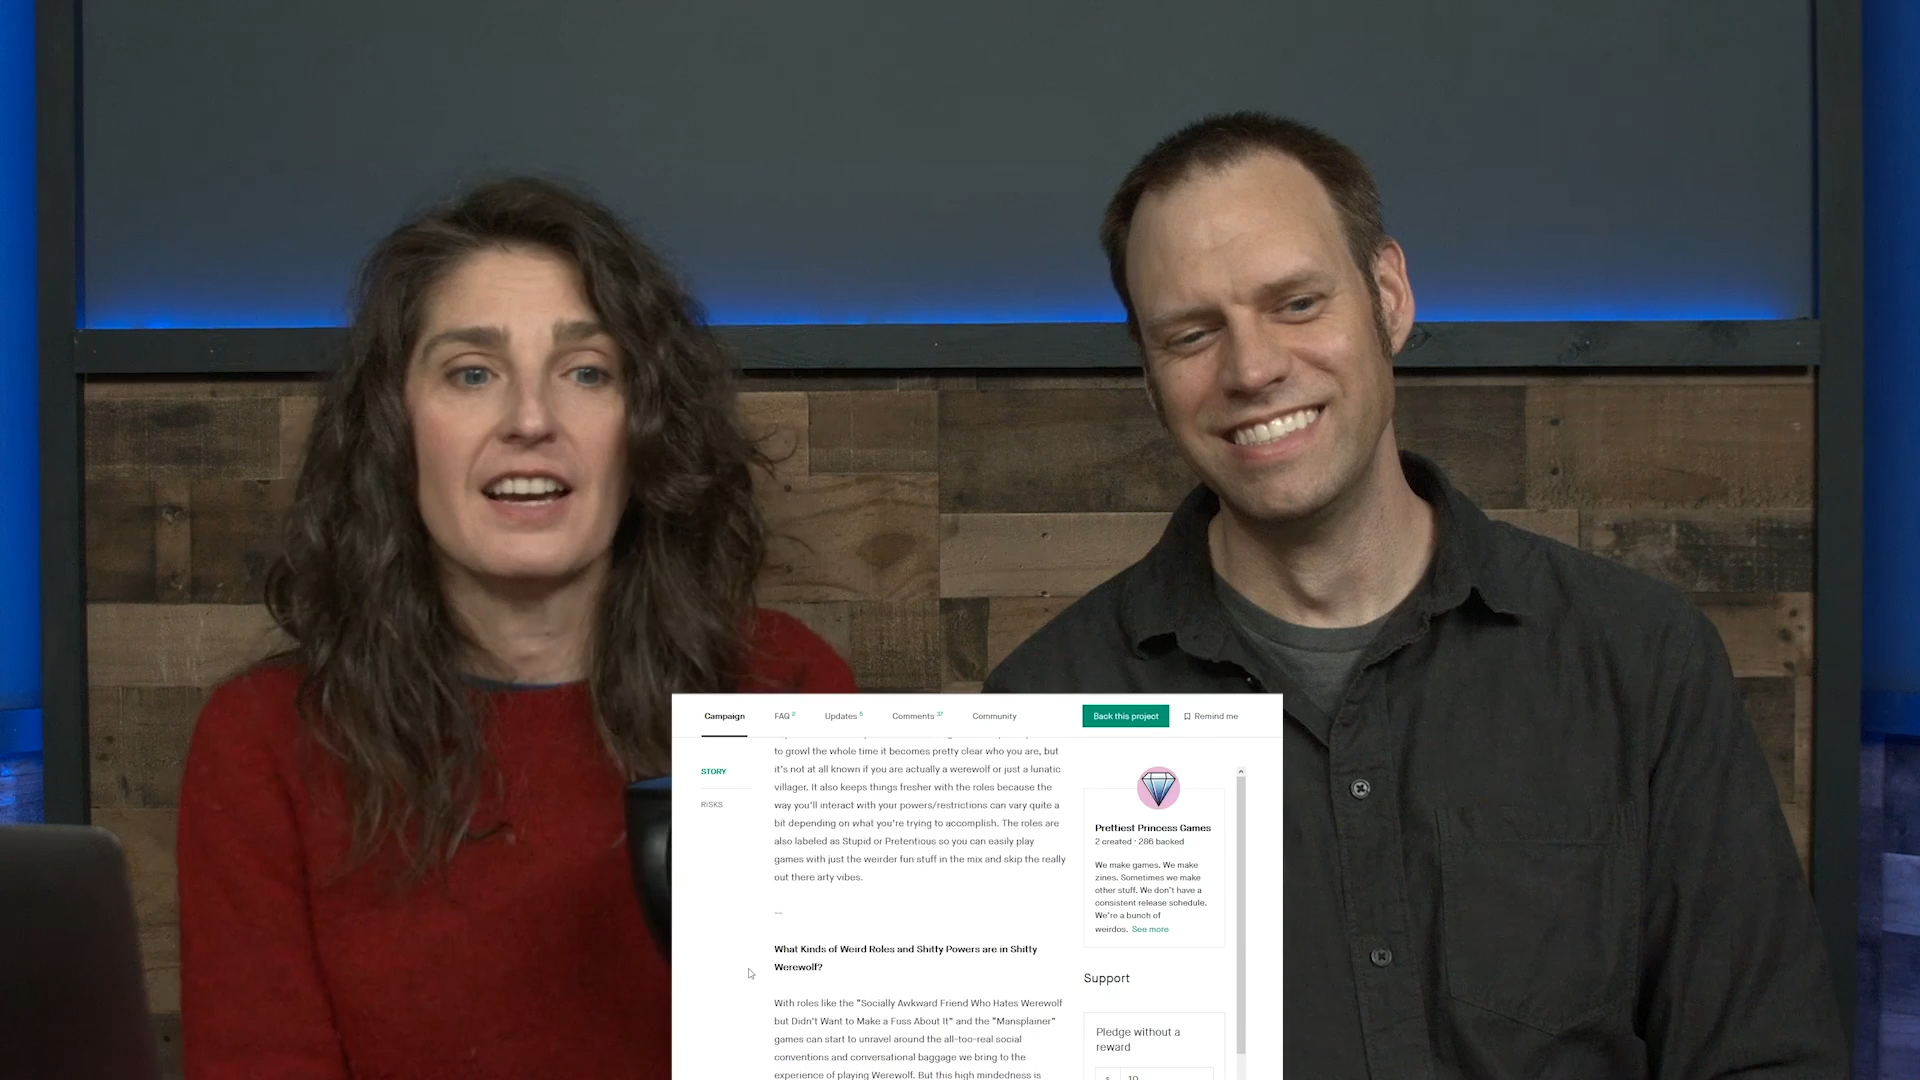 Campaign
FAQ 2
Updates 5
Comments 37
Community
Back this project
Remind me
STORY
RISKS
to growl the whole time it becomes pretty clear who you are, but
it's not at all known if you are actually a werewolf or just a lunatic
villager. It also keeps things fresher with the roles because the
way you'll interact with your powers/restrictions can vary quite a
bit depending on what you're trying to accomplish. The roles are
also labeled as Stupid or Pretentious so you can easily play
games with just the weirder fun stuff in the mix and skip the really
out there arty vibes.
—
What Kinds of Weird Roles and Shitty Powers are in Shitty
Werewolf?
With roles like the "Socially Awkward Friend Who Hates Werewolf
but Didn't Want to Make a Fuss About It" and the "Mansplainer"
games can start to unravel around the all-too-real social
conventions and conversational baggage we bring to the
experience of playing Werewolf. But this high mindedness is
Prettiest Princess Games
2 created · 286 backed
We make games. We make
zines. Sometimes we make
other stuff. We don't have a
consistent release schedule.
We're a bunch of
weirdos. See more
Support
Pledge without a
reward
$ 10